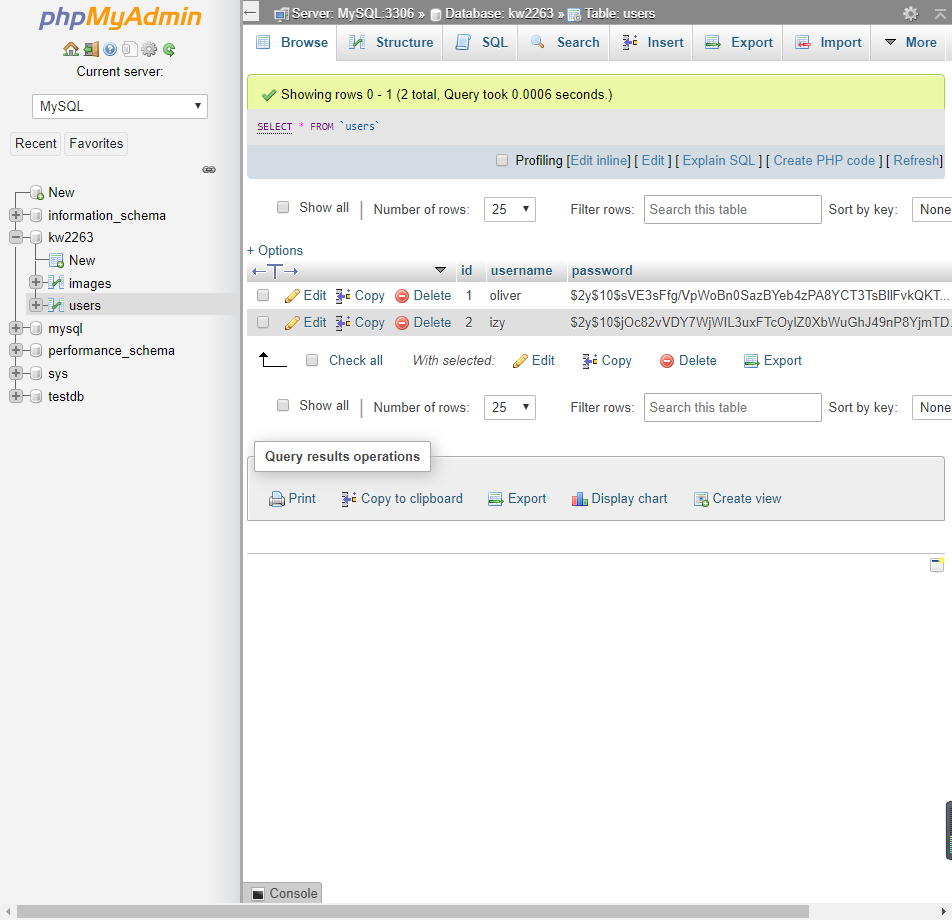 phpMyAdmin
Current server:
MySQL
Recent Favorites
New
information_schema
kw2263
New
images
users
mysql
performance_schema
sys
testdb
Server: MySQL:3306 » Database: kw2263 » Table: users
Browse Structure SQL Search Insert Export Import More
Showing rows 0 - 1 (2 total, Query took 0.0006 seconds.)
SELECT * FROM `users`
Profiling [Edit inline] [ Edit ] [ Explain SQL ] [ Create PHP code ] [ Refresh]
Show all | Number of rows: 25 Filter rows: Search this table Sort by key: None
+ Options
←T→ id username password
Edit Copy Delete 1 oliver $2y$10$sVE3sFfg/VpWoBn0SazBYeb4zPA8YCT3TsBIlFvkQKT...
Edit Copy Delete 2 izy $2y$10$jOc82vVDY7WjWIL3uxFTcOylZ0XbWuGhJ49nP8YjmTD.
Check all With selected: Edit Copy Delete Export
Show all | Number of rows: 25 Filter rows: Search this table Sort by key: None
Query results operations
Print Copy to clipboard Export Display chart Create view
Console